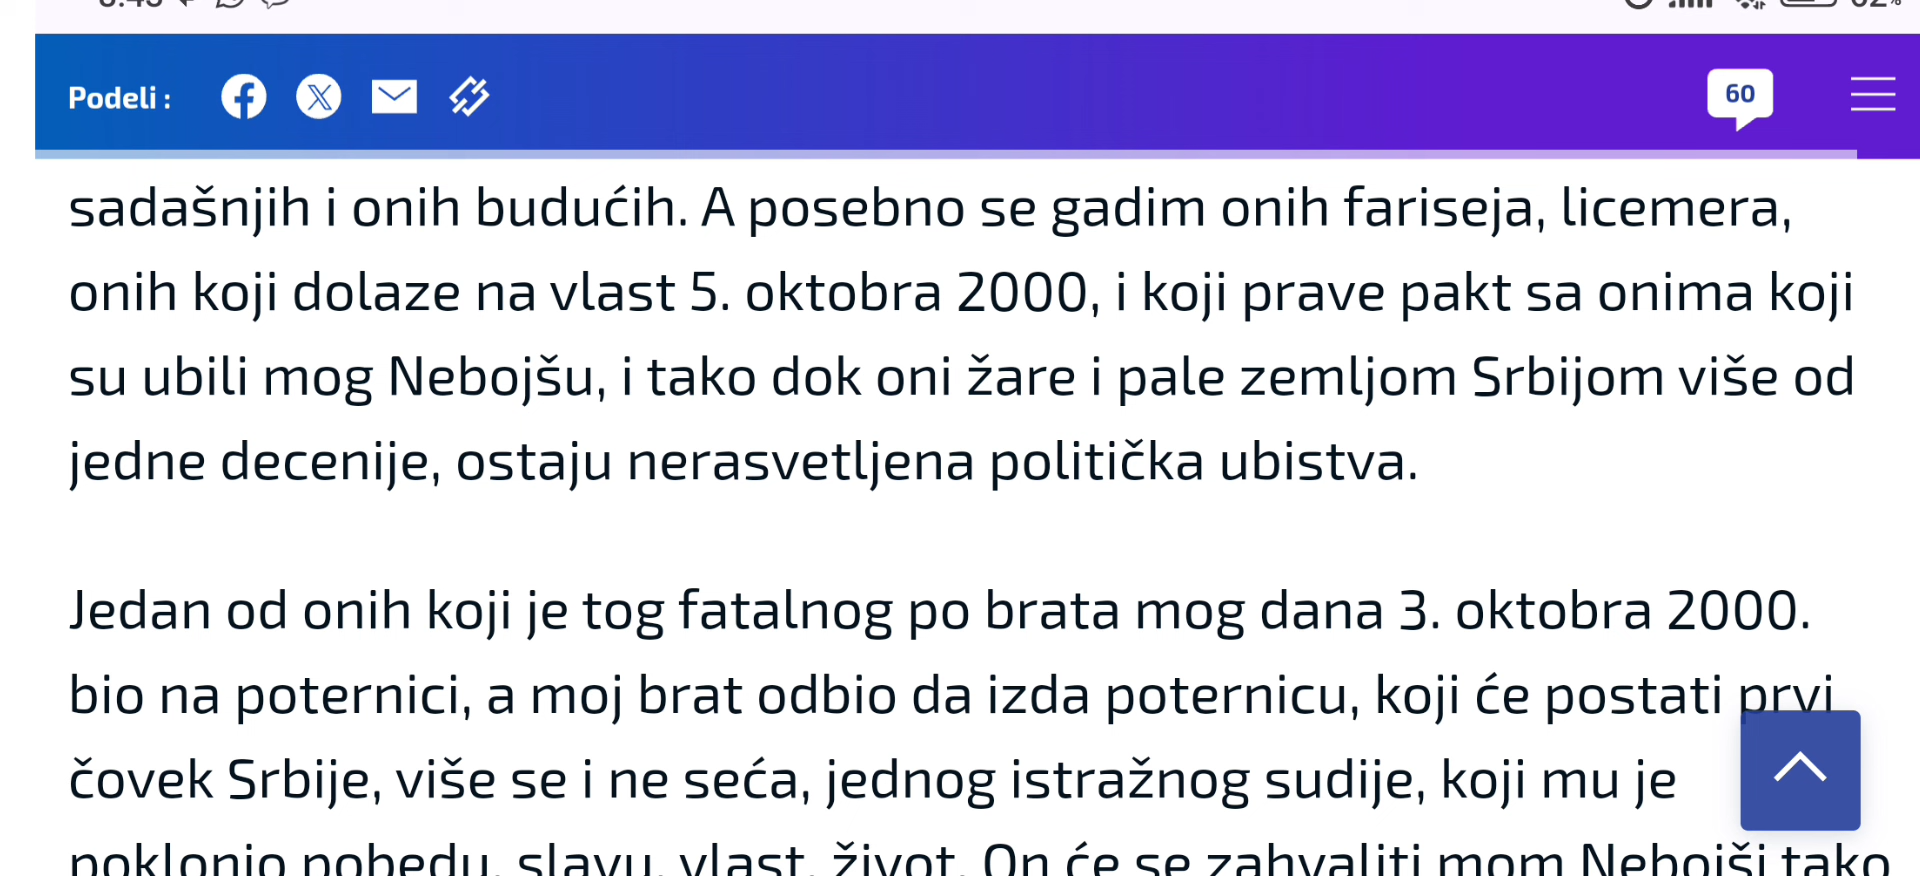 Podeli :
60
sadašnjih i onih budućih. A posebno se gadim onih fariseja, licemera,
onih koji dolaze na vlast 5. oktobra 2000, i koji prave pakt sa onima koji
su ubili mog Nebojšu, i tako dok oni žare i pale zemljom Srbijom više od
jedne decenije, ostaju nerasvetljena politička ubistva.
Jedan od onih koji je tog fatalnog po brata mog dana 3. oktobra 2000.
bio na poternici, a moj brat odbio da izda poternicu, koji će postati prvi
čovek Srbije, više se i ne seća, jednog istražnog sudije, koji mu je
poklonio pobedu, slavu, vlast, život. On će se zahvaliti mom Nebojši tako